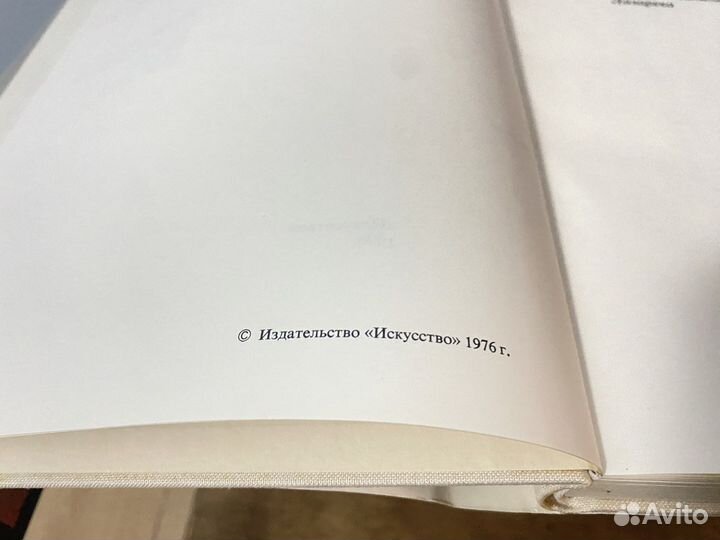 © Издательство «Искусство» 1976 г.
Avito